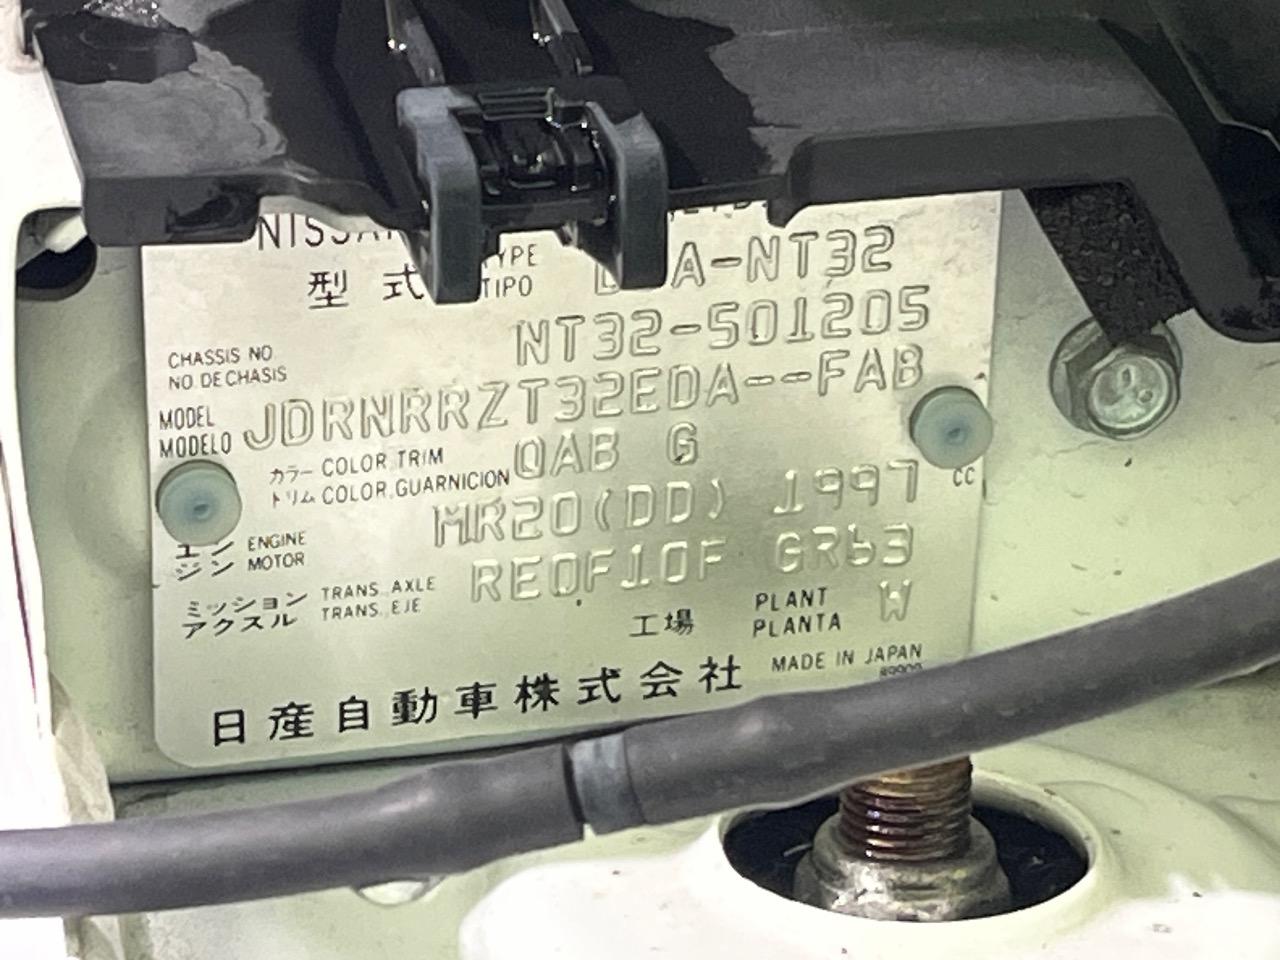 NISSAN
型式 TYPE TIPO A-NT32
CHASSIS NO NO. DE CHASIS NT32-501205
MODEL MODELO JDRNRRZT32EDA--FAB
カラー COLOR, TRIM トリム COLOR, GUARNICION QAB G
エンジン ENGINE MOTOR MR20(DD) 1997 CC
ミッション アクスル TRANS. AXLE TRANS. EJE RE0F10F GR63
工場 PLANT PLANTA W
日産自動車株式会社 MADE IN JAPAN